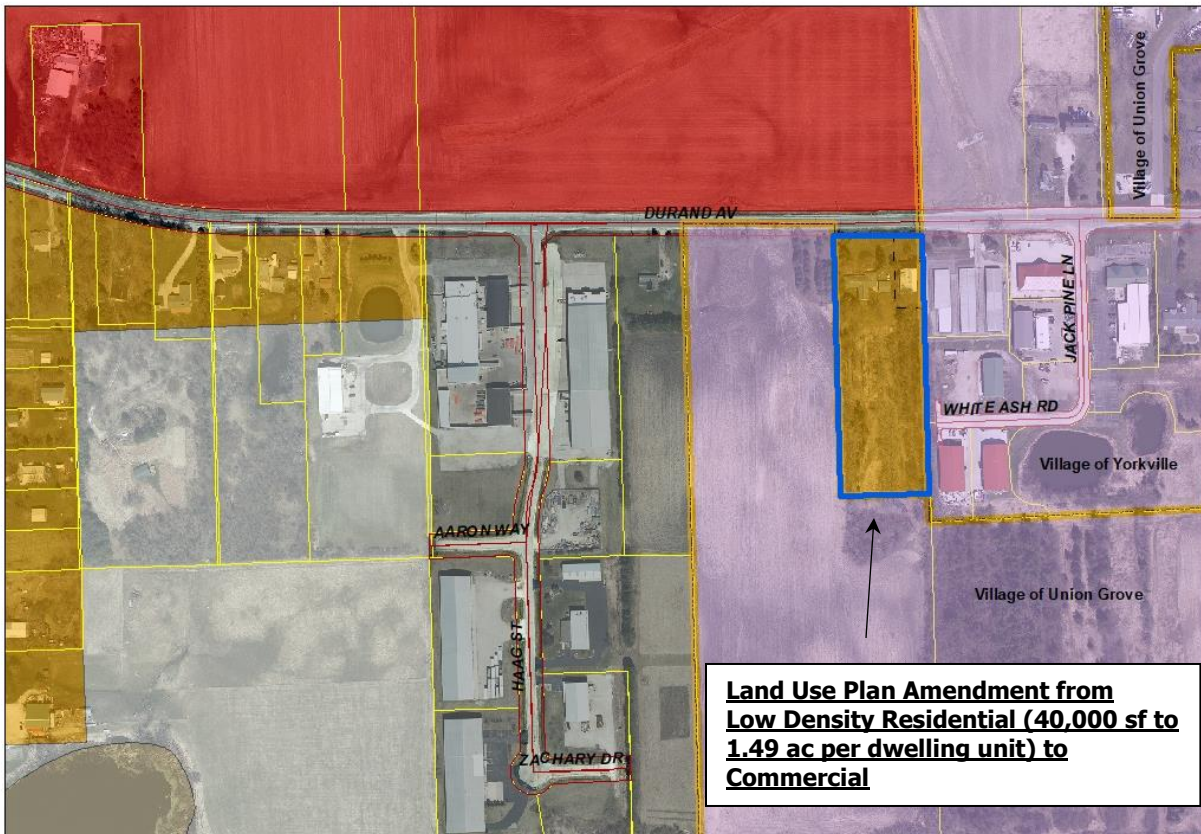 Village of Union Grove
DURAND AV
JACK PINE LN
WHITE ASH RD
Village of Yorkville
AARON WAY
Village of Union Grove
HAAG ST
ZACHARY DR
Land Use Plan Amendment from
Low Density Residential (40,000 sf to
1.49 ac per dwelling unit) to
Commercial